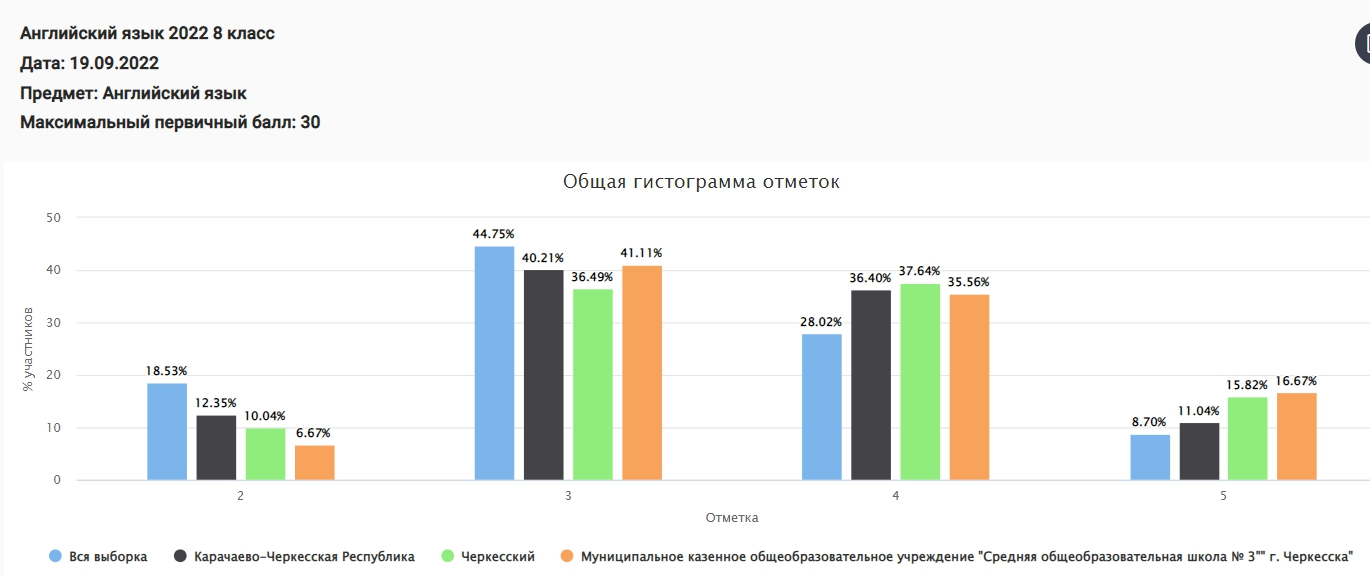 Английский язык 2022 8 класс
Дата: 19.09.2022
Предмет: Английский язык
Максимальный первичный балл: 30
Общая гистограмма отметок
50
40
30
20
10
0
% участников
18.53%
12.35%
10.04%
6.67%
44.75%
40.21%
36.49%
41.11%
28.02%
36.40%
37.64%
35.56%
8.70%
11.04%
15.82%
16.67%
2
3
4
5
Отметка
Вся выборка
Карачаево-Черкесская Республика
Черкесский
Муниципальное казенное общеобразовательное учреждение "Средняя общеобразовательная школа № 3"" г. Черкесска"